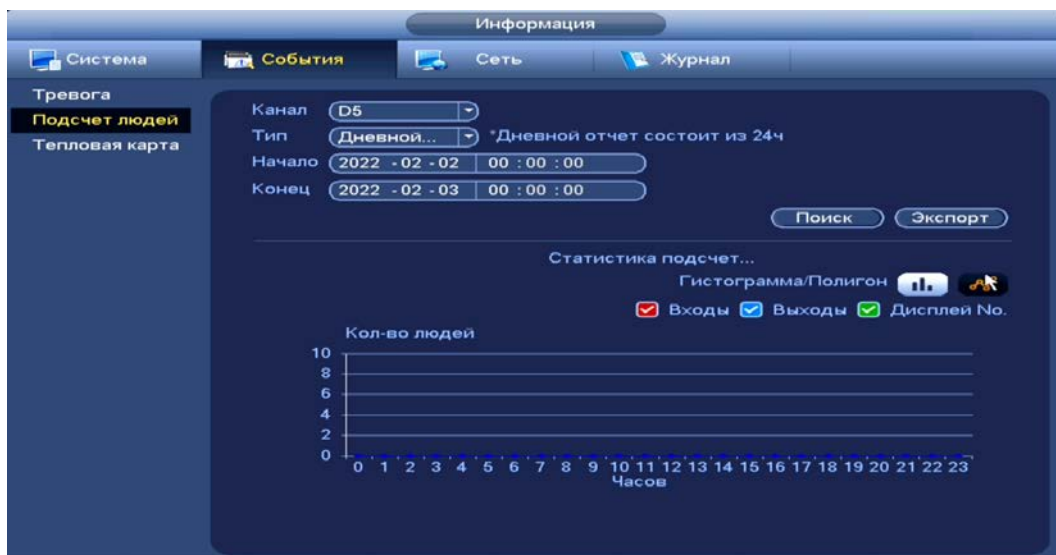 Информация
Система События Сеть Журнал
Тревога
Подсчет людей
Тепловая карта
Канал D5
Тип Дневной... *Дневной отчет состоит из 24ч
Начало 2022 - 02 - 02 00 : 00 : 00
Конец 2022 - 02 - 03 00 : 00 : 00
Поиск Экспорт
Статистика подсчет...
Гистограмма/Полигон
Входы Выходы Дисплей No.
Кол-во людей
10
8
6
4
2
0
0 1 2 3 4 5 6 7 8 9 10 11 12 13 14 15 16 17 18 19 20 21 22 23
Часов